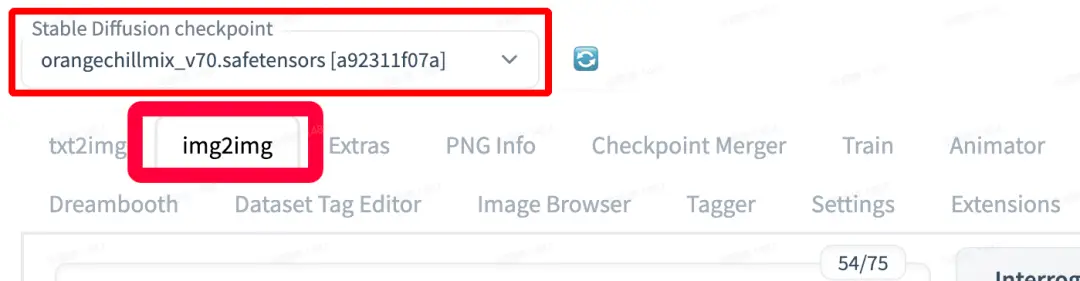 Stable Diffusion checkpoint
orangechillmix_v70.safetensors [a92311f07a]
txt2img img2img Extras PNG Info Checkpoint Merger Train Animator
Dreambooth Dataset Tag Editor Image Browser Tagger Settings Extensions
54/75